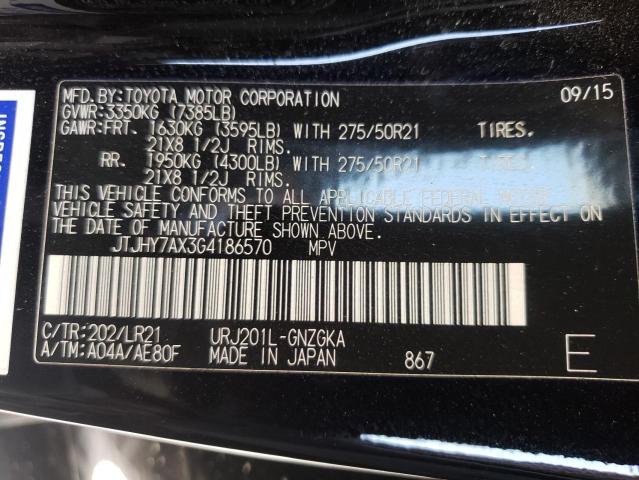 MFD.BY:TOYOTA MOTOR CORPORATION 09/15
GVWR:3350KG (7385LB)
GAWR:FRT. 1630KG (3595LB) WITH 275/50R21 TIRES.
21X8 1/2J RIMS.
RR. 1950KG (4300LB) WITH 275/50R21 TIRES.
21X8 1/2J RIMS.
THIS VEHICLE CONFORMS TO ALL APPLICABLE FEDERAL MOTOR
VEHICLE SAFETY AND THEFT PREVENTION STANDARDS IN EFFECT ON
THE DATE OF MANUFACTURE SHOWN ABOVE.
JTJHY7AX3G4186570 MPV
C/TR:202/LR21 URJ201L-GNZGKA
A/TM:A04A/AE80F MADE IN JAPAN 867 E